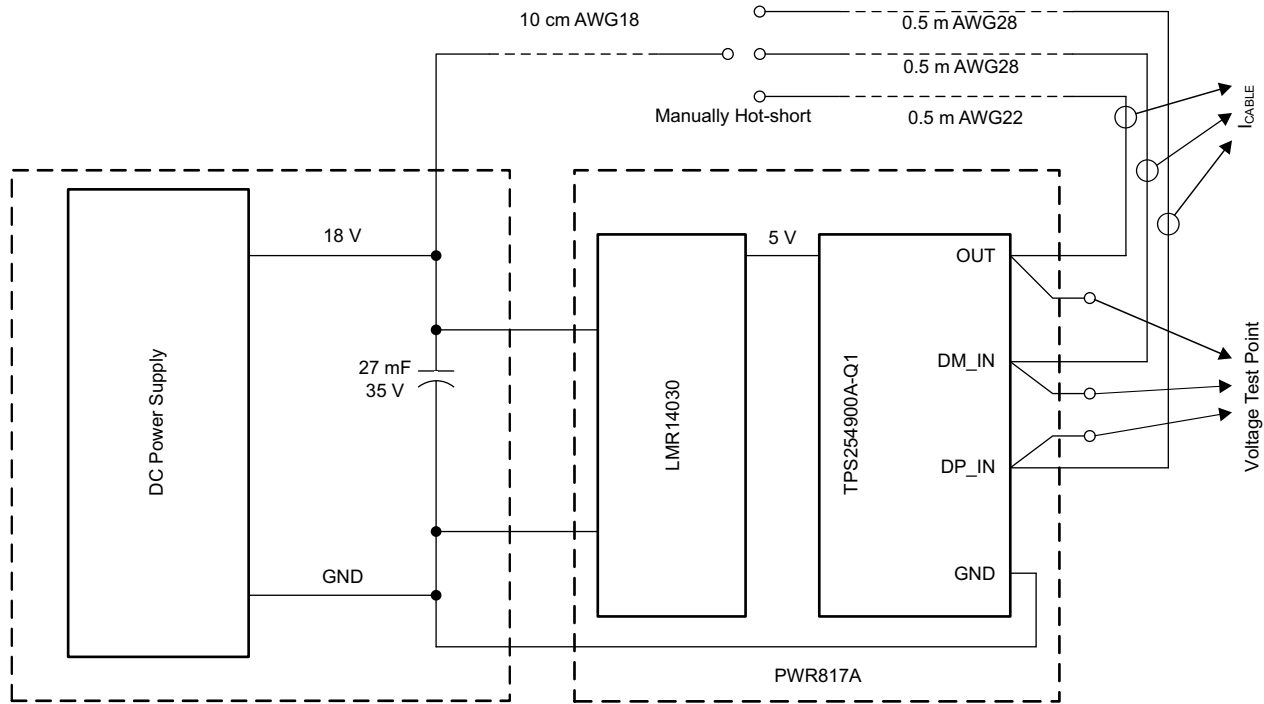 10 cm AWG18
0.5 m AWG28
0.5 m AWG28
Manually Hot-short
0.5 m AWG22
I_CABLE
18 V
5 V
OUT
DC Power Supply
27 mF
35 V
LMR14030
TPS254900A-Q1
DM_IN
DP_IN
Voltage Test Point
GND
GND
PWR817A